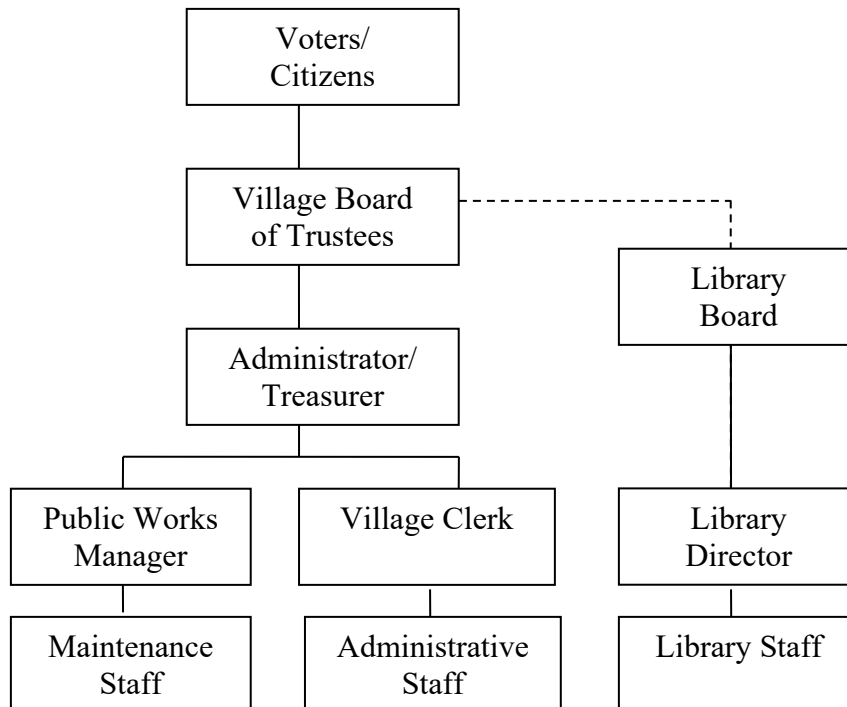 Voters/
Citizens
Village Board
of Trustees
Library
Board
Administrator/
Treasurer
Public Works
Manager
Village Clerk
Library
Director
Maintenance
Staff
Administrative
Staff
Library Staff